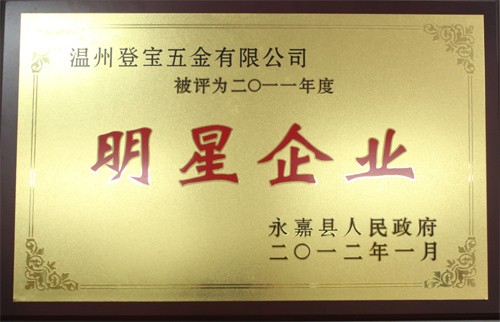 温州登宝五金有限公司
被评为二〇一一年度
明星企业
永嘉县人民政府
二〇一二年一月